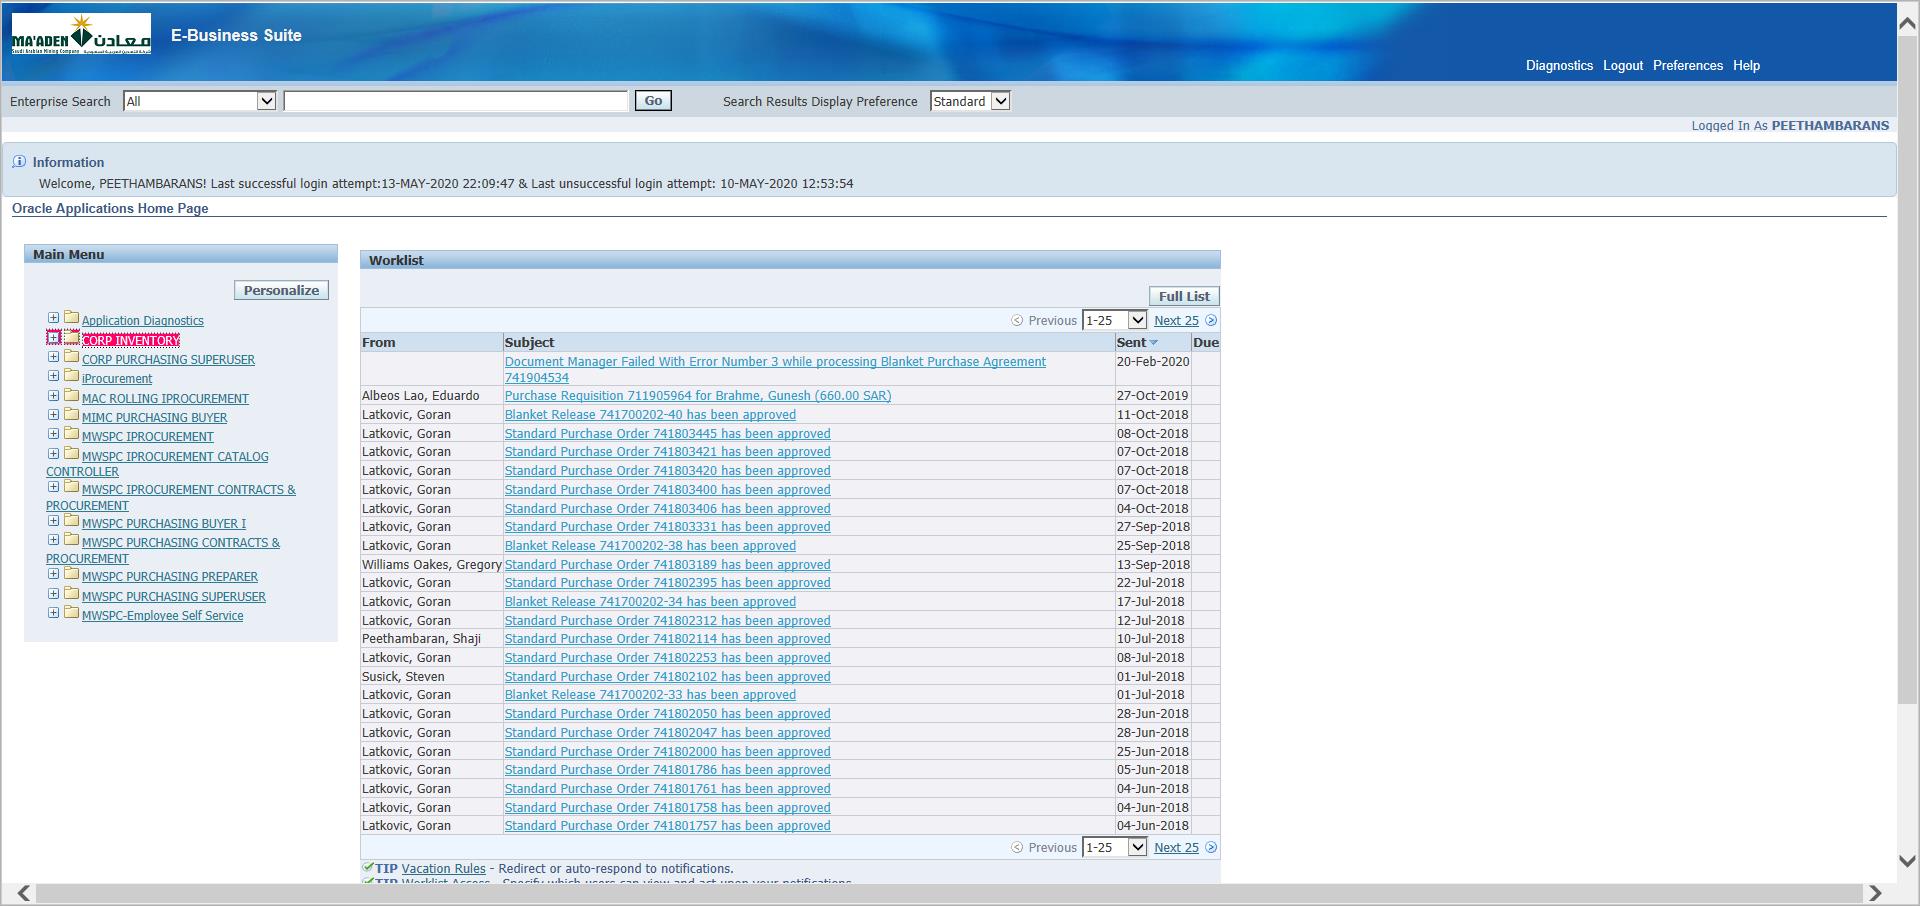 MA'ADEN معادن
Saudi Arabian Mining Company
E-Business Suite
Diagnostics Logout Preferences Help
Enterprise Search All Go Search Results Display Preference Standard
Logged In As PEETHAMBARANS
Information
Welcome, PEETHAMBARANS! Last successful login attempt:13-MAY-2020 22:09:47 & Last unsuccessful login attempt: 10-MAY-2020 12:53:54
Oracle Applications Home Page
Main Menu
Personalize
Application Diagnostics
CORP INVENTORY
CORP PURCHASING SUPERUSER
iProcurement
MAC ROLLING IPROCUREMENT
MIMC PURCHASING BUYER
MWSPC IPROCUREMENT
MWSPC IPROCUREMENT CATALOG
CONTROLLER
MWSPC IPROCUREMENT CONTRACTS &
PROCUREMENT
MWSPC PURCHASING BUYER I
MWSPC PURCHASING CONTRACTS &
PROCUREMENT
MWSPC PURCHASING PREPARER
MWSPC PURCHASING SUPERUSER
MWSPC-Employee Self Service
Worklist
Full List
Previous 1-25 Next 25
From Subject Sent Due
Document Manager Failed With Error Number 3 while processing Blanket Purchase Agreement 20-Feb-2020
741904534
Albeos Lao, Eduardo Purchase Requisition 711905964 for Brahme, Gunesh (660.00 SAR) 27-Oct-2019
Latkovic, Goran Blanket Release 741700202-40 has been approved 11-Oct-2018
Latkovic, Goran Standard Purchase Order 741803445 has been approved 08-Oct-2018
Latkovic, Goran Standard Purchase Order 741803421 has been approved 07-Oct-2018
Latkovic, Goran Standard Purchase Order 741803420 has been approved 07-Oct-2018
Latkovic, Goran Standard Purchase Order 741803400 has been approved 07-Oct-2018
Latkovic, Goran Standard Purchase Order 741803406 has been approved 04-Oct-2018
Latkovic, Goran Standard Purchase Order 741803331 has been approved 27-Sep-2018
Latkovic, Goran Blanket Release 741700202-38 has been approved 25-Sep-2018
Williams Oakes, Gregory Standard Purchase Order 741803189 has been approved 13-Sep-2018
Latkovic, Goran Standard Purchase Order 741802395 has been approved 22-Jul-2018
Latkovic, Goran Blanket Release 741700202-34 has been approved 17-Jul-2018
Latkovic, Goran Standard Purchase Order 741802312 has been approved 12-Jul-2018
Peethambaran, Shaji Standard Purchase Order 741802114 has been approved 10-Jul-2018
Latkovic, Goran Standard Purchase Order 741802253 has been approved 08-Jul-2018
Susick, Steven Standard Purchase Order 741802102 has been approved 01-Jul-2018
Latkovic, Goran Blanket Release 741700202-33 has been approved 01-Jul-2018
Latkovic, Goran Standard Purchase Order 741802050 has been approved 28-Jun-2018
Latkovic, Goran Standard Purchase Order 741802047 has been approved 28-Jun-2018
Latkovic, Goran Standard Purchase Order 741802000 has been approved 25-Jun-2018
Latkovic, Goran Standard Purchase Order 741801786 has been approved 05-Jun-2018
Latkovic, Goran Standard Purchase Order 741801761 has been approved 04-Jun-2018
Latkovic, Goran Standard Purchase Order 741801758 has been approved 04-Jun-2018
Latkovic, Goran Standard Purchase Order 741801757 has been approved 04-Jun-2018
Previous 1-25 Next 25
TIP Vacation Rules - Redirect or auto-respond to notifications.
TIP Worklist Access - Specify which users can view and act upon your notifications.